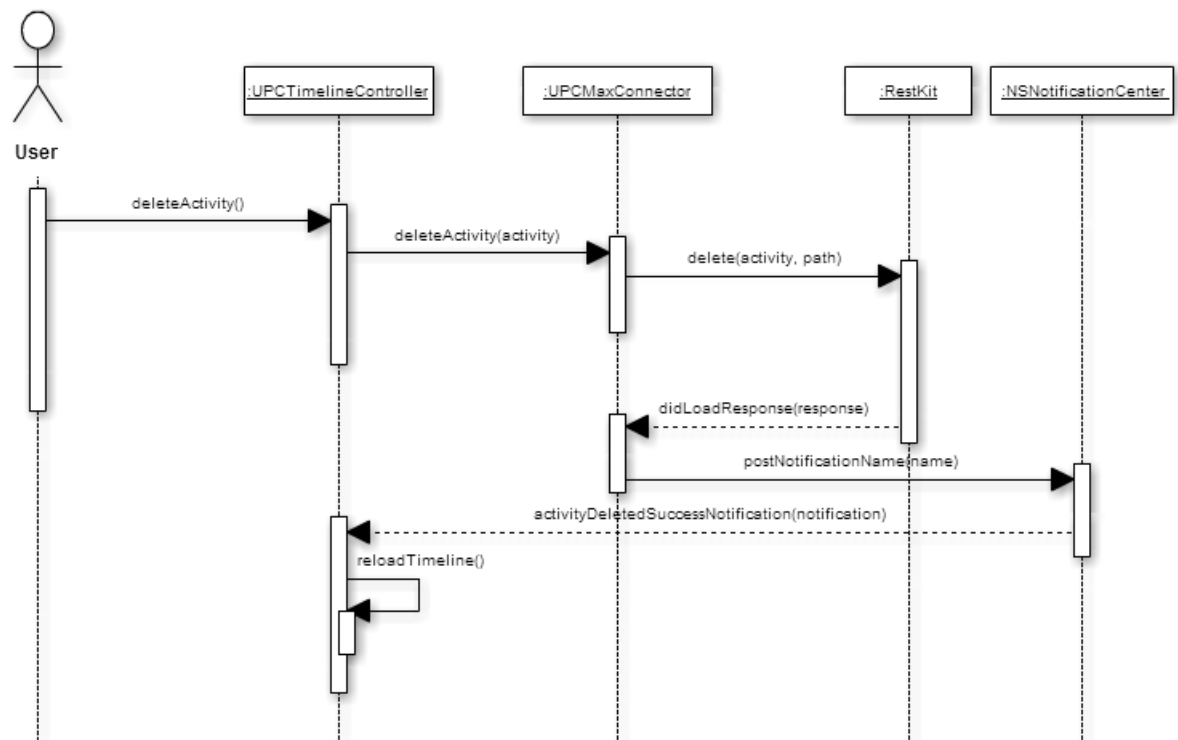 :UPCTimelineController
:UPCMaxConnector
:RestKit
:NSNotificationCenter
User
deleteActivity()
deleteActivity(activity)
delete(activity, path)
didLoadResponse(response)
postNotificationName(name)
activityDeletedSuccessNotification(notification)
reloadTimeline()